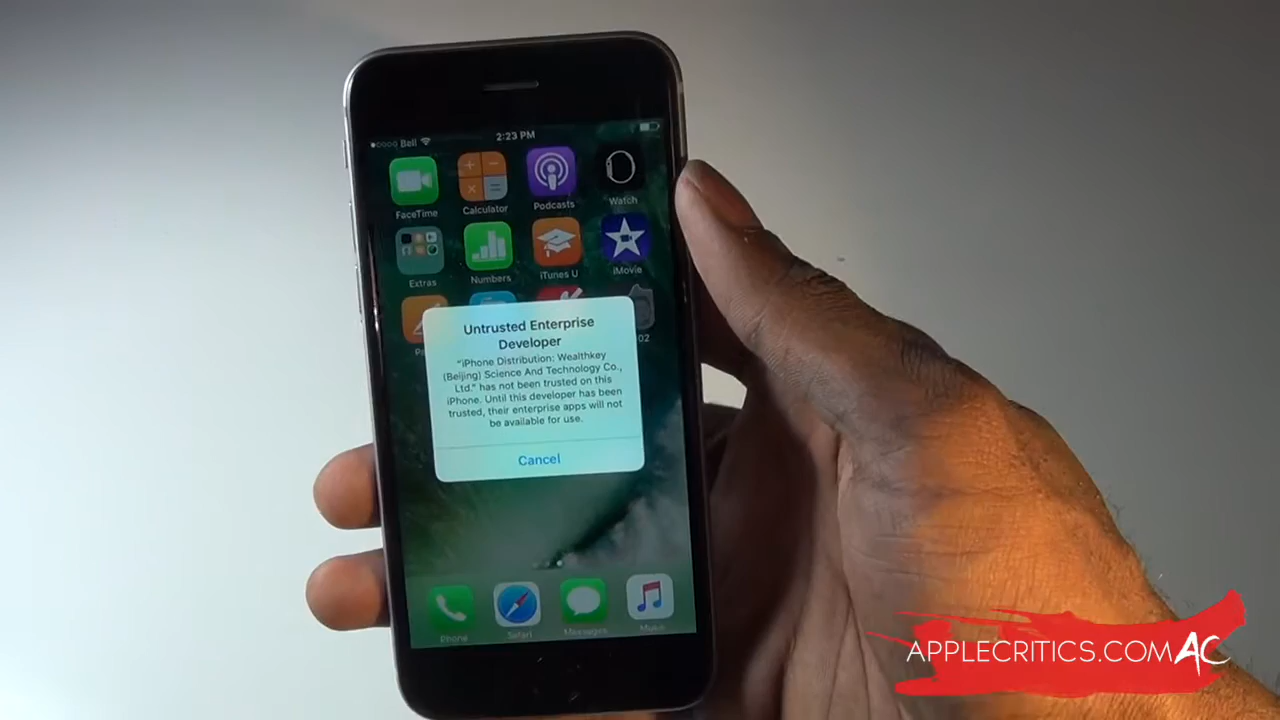 Bell
2:23 PM
FaceTime
Calculator
Podcasts
Watch
Extras
Numbers
iTunes U
iMovie
Untrusted Enterprise
Developer
"iPhone Distribution: Wealthkey
(Beijing) Science And Technology Co.,
Ltd." has not been trusted on this
iPhone. Until this developer has been
trusted, their enterprise apps will not
be available for use.
Cancel
Phone
Safari
Messages
Music
APPLECRITICS.COM AC